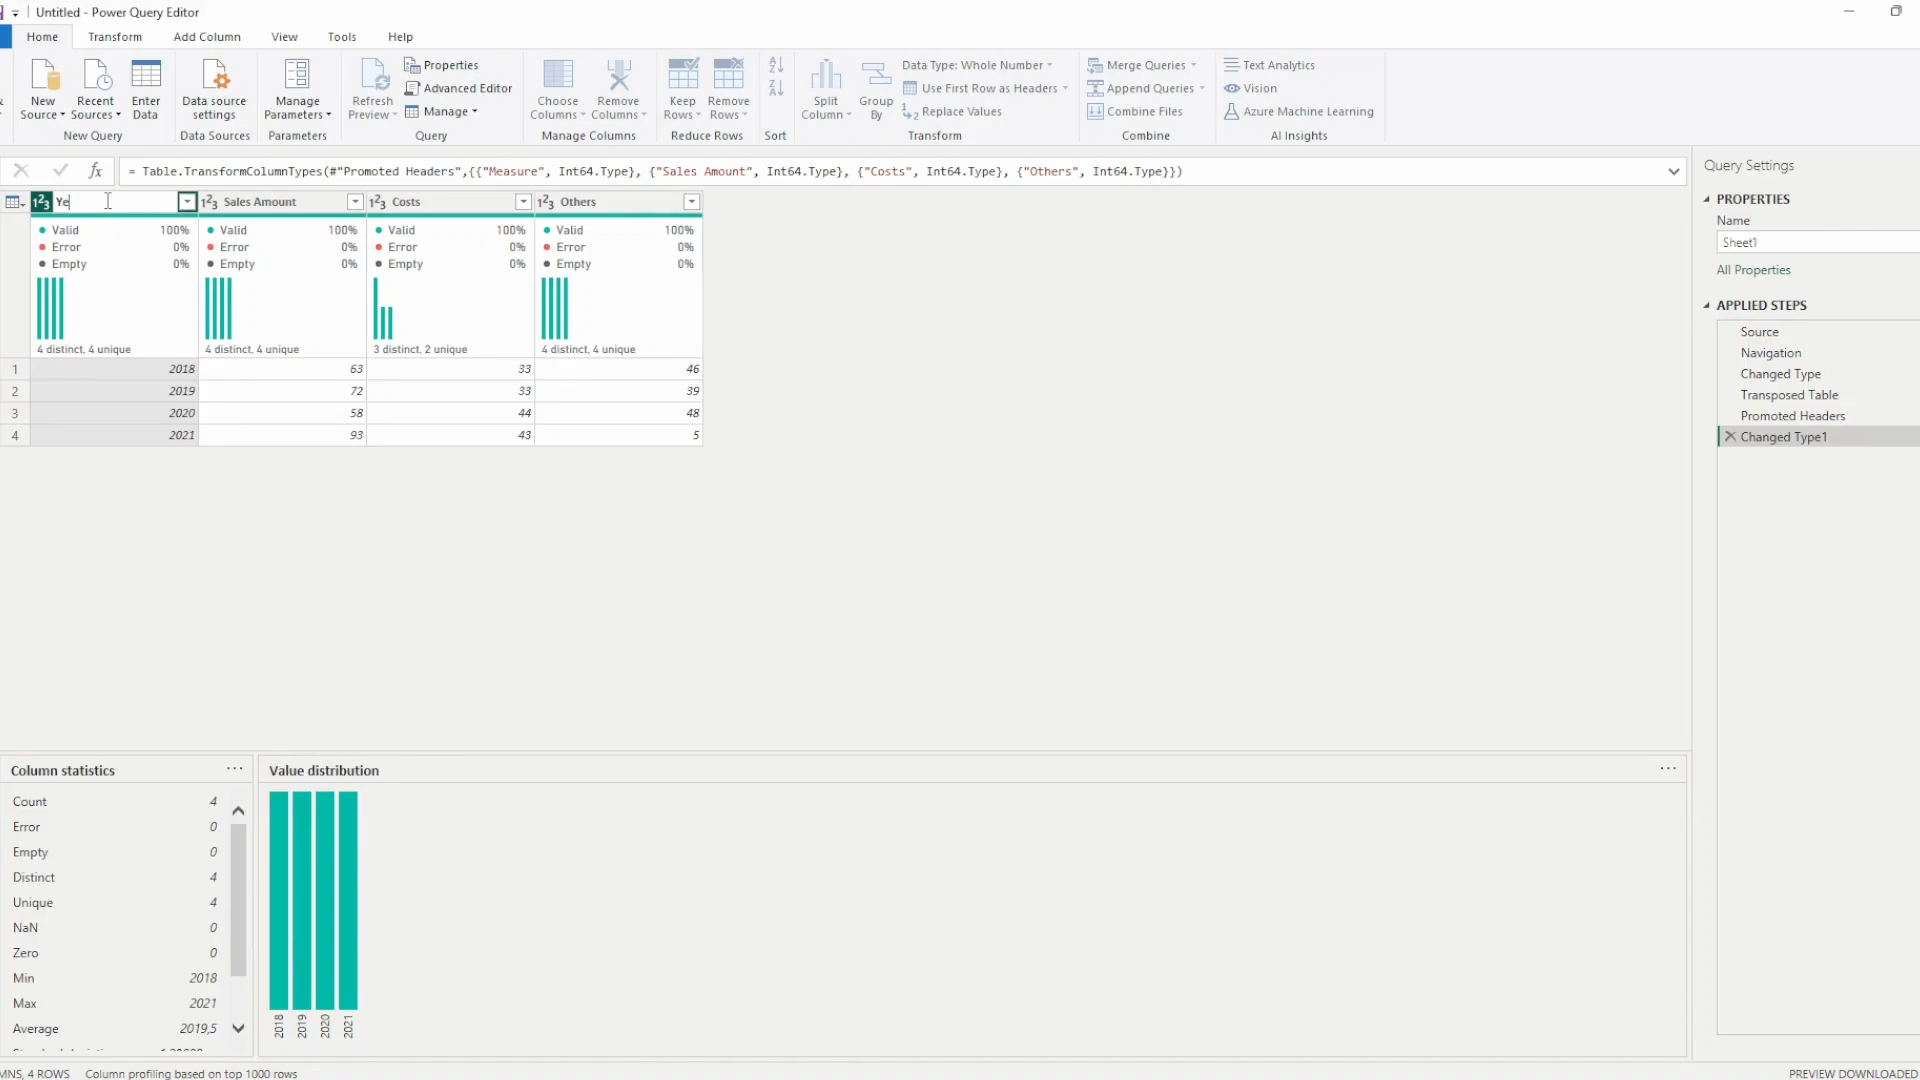 Untitled - Power Query Editor
Home Transform Add Column View Tools Help
New Source
Recent Sources
Enter Data
New Query
Data source settings
Data Sources
Manage Parameters
Parameters
Refresh Preview
Properties
Advanced Editor
Manage
Query
Choose Columns
Remove Columns
Manage Columns
Keep Rows
Remove Rows
Reduce Rows
Sort
Split Column
Group By
Data Type: Whole Number
Use First Row as Headers
Replace Values
Transform
Merge Queries
Append Queries
Combine Files
Combine
Text Analytics
Vision
Azure Machine Learning
AI Insights
fx = Table.TransformColumnTypes(#"Promoted Headers",{{"Measure", Int64.Type}, {"Sales Amount", Int64.Type}, {"Costs", Int64.Type}, {"Others", Int64.Type}})
123 Ye 123 Sales Amount 123 Costs 123 Others
Valid 100% Valid 100% Valid 100% Valid 100%
Error 0% Error 0% Error 0% Error 0%
Empty 0% Empty 0% Empty 0% Empty 0%
4 distinct, 4 unique 4 distinct, 4 unique 3 distinct, 2 unique 4 distinct, 4 unique
1 2018 63 33 46
2 2019 72 33 39
3 2020 58 44 48
4 2021 93 43 5
Query Settings
PROPERTIES
Name
Sheet1
All Properties
APPLIED STEPS
Source
Navigation
Changed Type
Transposed Table
Promoted Headers
Changed Type1
Column statistics ...
Count 4
Error 0
Empty 0
Distinct 4
Unique 4
NaN 0
Zero 0
Min 2018
Max 2021
Average 2019,5
Value distribution ...
2018 2019 2020 2021
MNS, 4 ROWS Column profiling based on top 1000 rows
PREVIEW DOWNLOADED